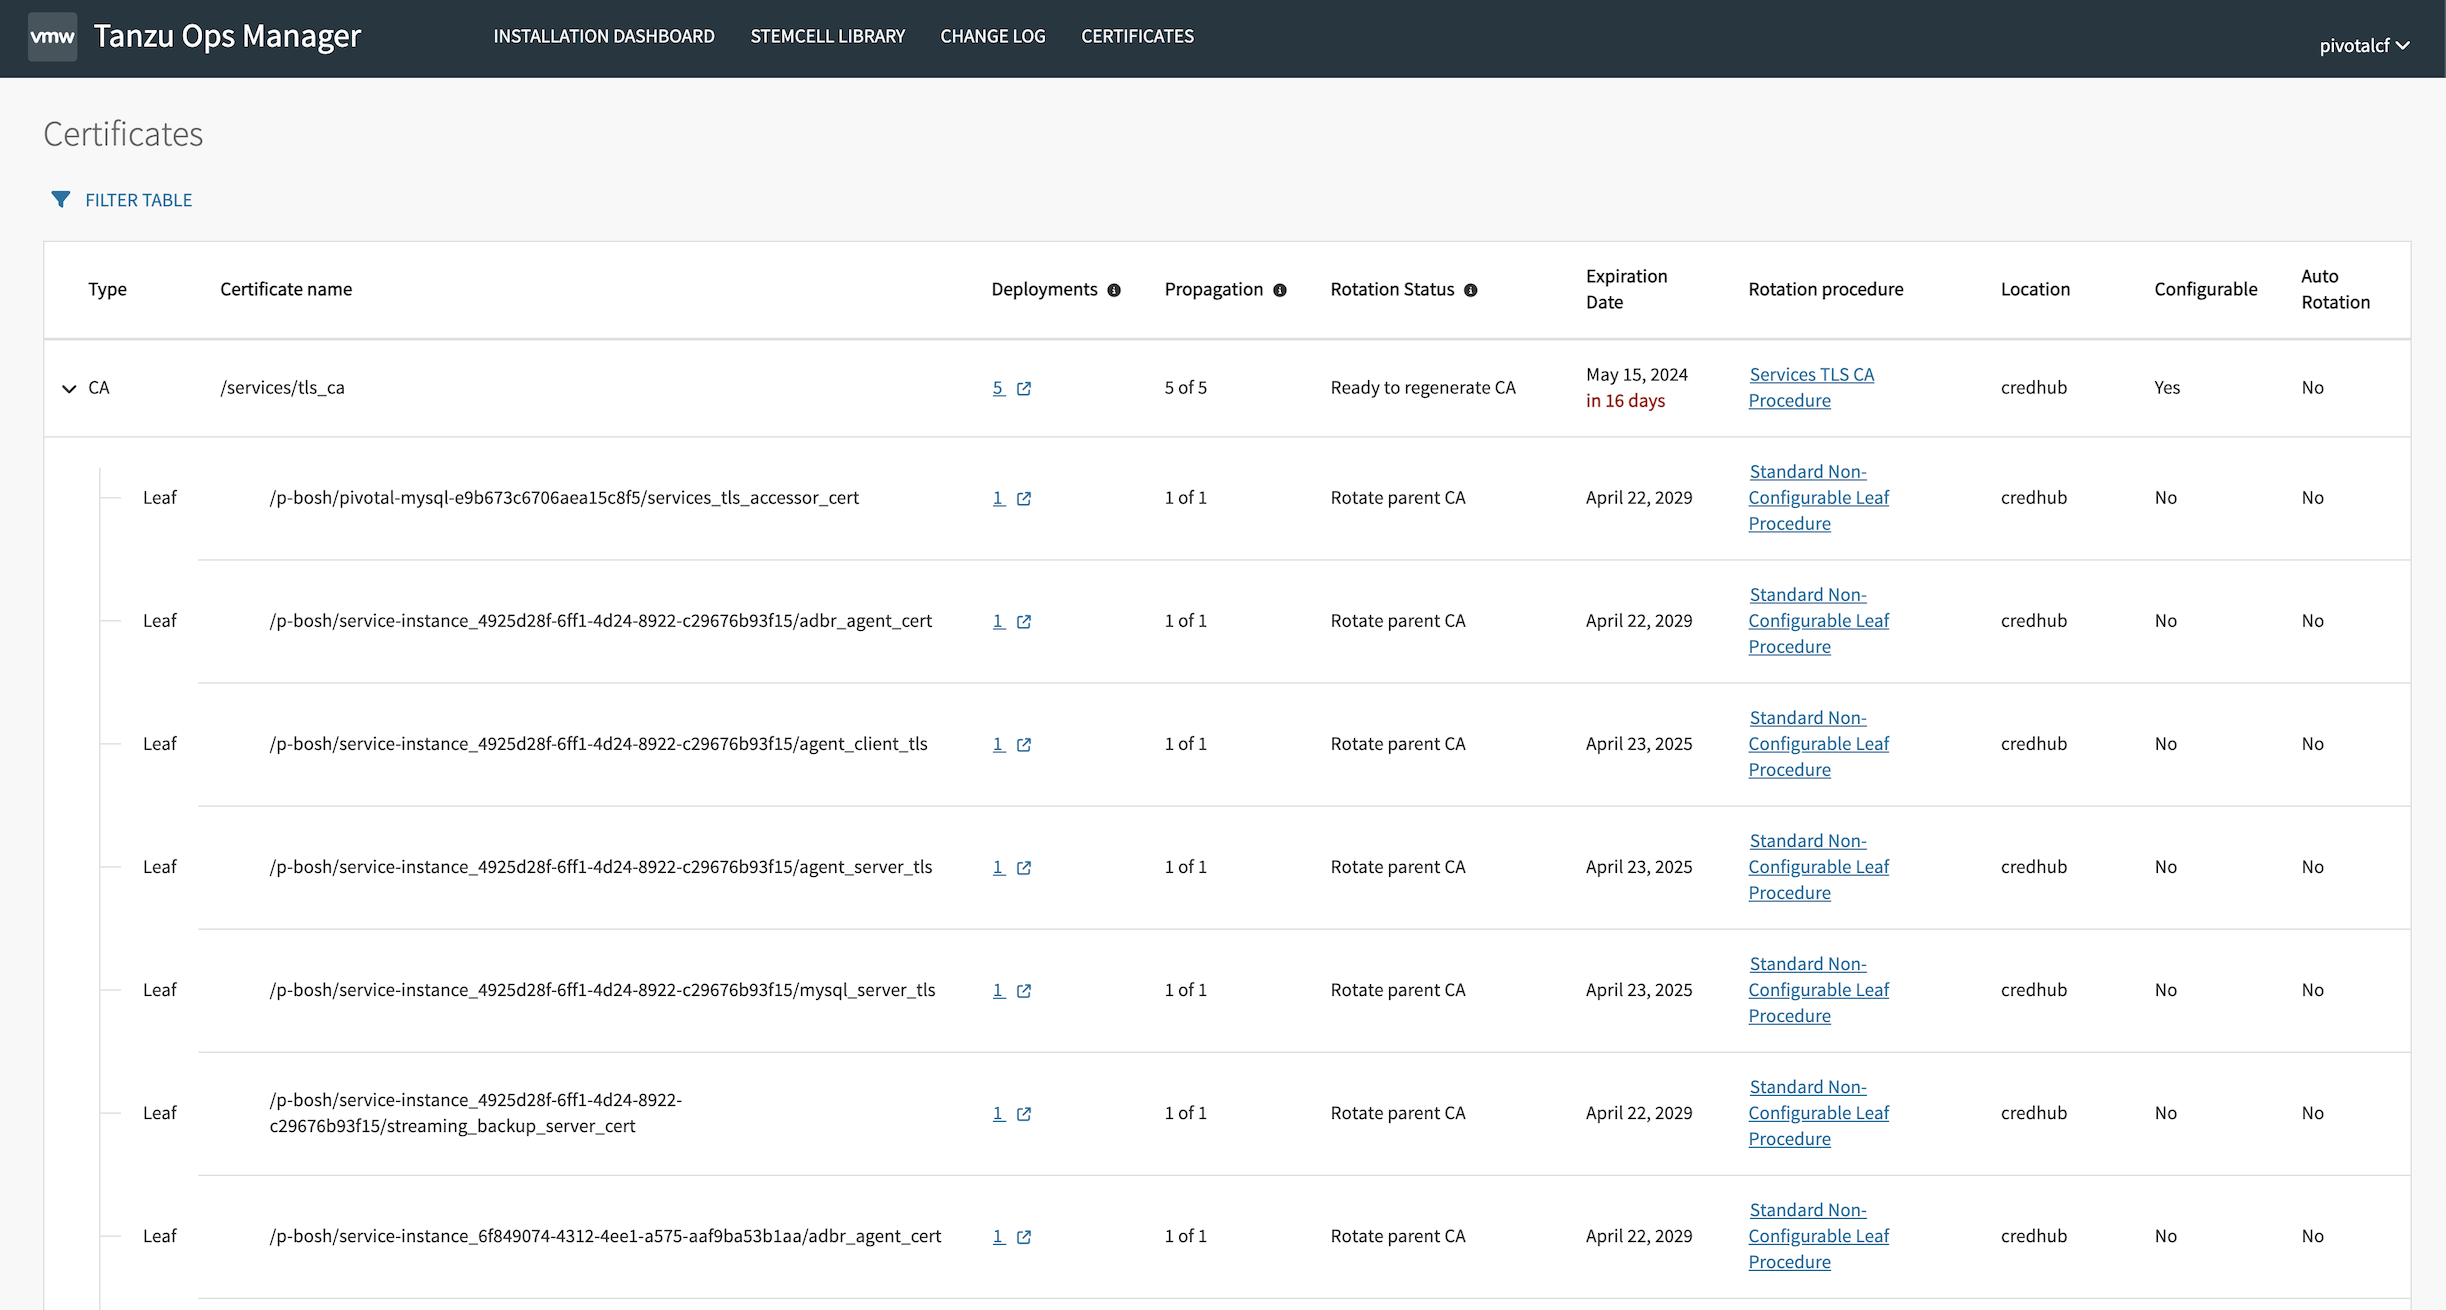 vmw Tanzu Ops Manager INSTALLATION DASHBOARD STEMCELL LIBRARY CHANGE LOG CERTIFICATES pivotalcf
Certificates
FILTER TABLE
Type Certificate name Deployments Propagation Rotation Status Expiration Date Rotation procedure Location Configurable Auto Rotation
CA /services/tls_ca 5 5 of 5 Ready to regenerate CA May 15, 2024 in 16 days Services TLS CA Procedure credhub Yes No
Leaf /p-bosh/pivotal-mysql-e9b673c6706aea15c8f5/services_tls_accessor_cert 1 1 of 1 Rotate parent CA April 22, 2029 Standard Non-Configurable Leaf Procedure credhub No No
Leaf /p-bosh/service-instance_4925d28f-6ff1-4d24-8922-c29676b93f15/adbr_agent_cert 1 1 of 1 Rotate parent CA April 22, 2029 Standard Non-Configurable Leaf Procedure credhub No No
Leaf /p-bosh/service-instance_4925d28f-6ff1-4d24-8922-c29676b93f15/agent_client_tls 1 1 of 1 Rotate parent CA April 23, 2025 Standard Non-Configurable Leaf Procedure credhub No No
Leaf /p-bosh/service-instance_4925d28f-6ff1-4d24-8922-c29676b93f15/agent_server_tls 1 1 of 1 Rotate parent CA April 23, 2025 Standard Non-Configurable Leaf Procedure credhub No No
Leaf /p-bosh/service-instance_4925d28f-6ff1-4d24-8922-c29676b93f15/mysql_server_tls 1 1 of 1 Rotate parent CA April 23, 2025 Standard Non-Configurable Leaf Procedure credhub No No
Leaf /p-bosh/service-instance_4925d28f-6ff1-4d24-8922-c29676b93f15/streaming_backup_server_cert 1 1 of 1 Rotate parent CA April 22, 2029 Standard Non-Configurable Leaf Procedure credhub No No
Leaf /p-bosh/service-instance_6f849074-4312-4ee1-a575-aaf9ba53b1aa/adbr_agent_cert 1 1 of 1 Rotate parent CA April 22, 2029 Standard Non-Configurable Leaf Procedure credhub No No